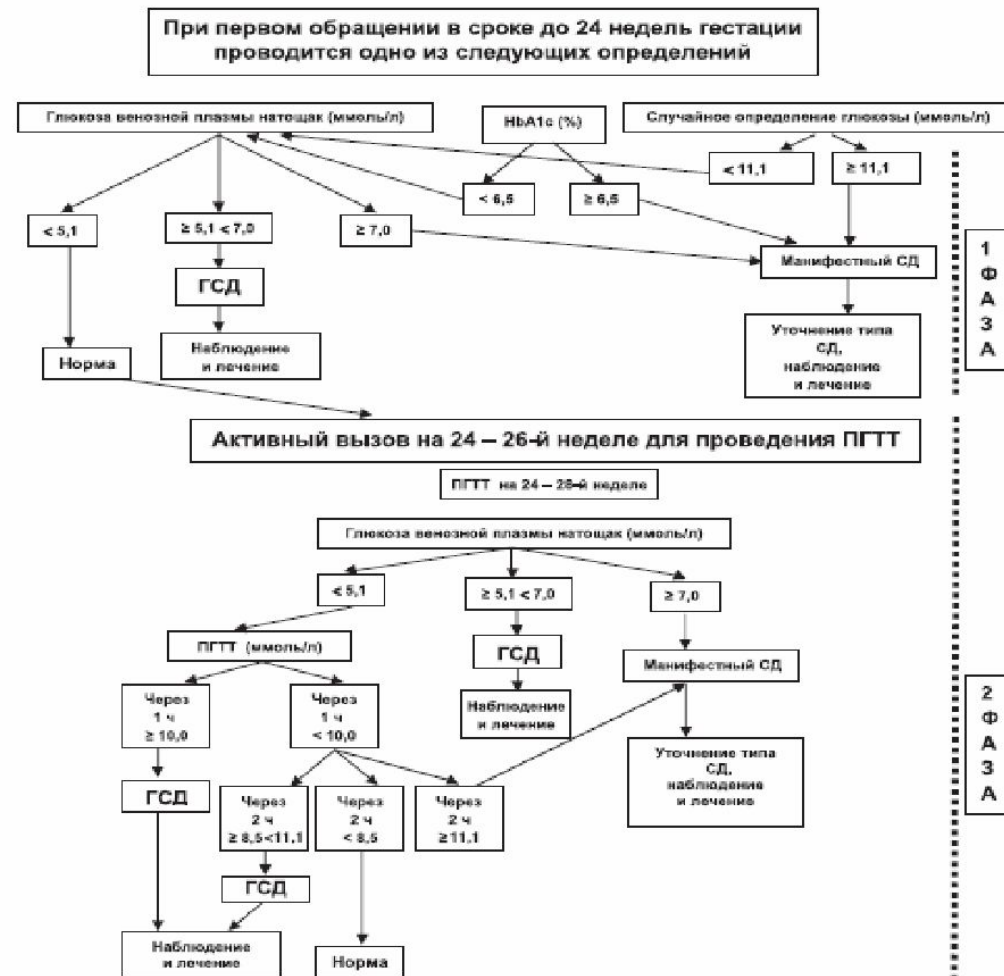 При первом обращении в сроке до 24 недель гестации
проводится одно из следующих определений
Глюкоза венозной плазмы натощак (ммоль/л)
HbA1c (%)
Случайное определение глюкозы (ммоль/л)
< 11,1
≥ 11,1
< 6,5
≥ 6,5
< 5,1
≥ 5,1 < 7,0
≥ 7,0
Манифестный СД
ГСД
Уточнение типа
СД,
наблюдение
и лечение
Наблюдение
и лечение
Норма
1
Ф
А
З
А
Активный вызов на 24 – 26-й неделе для проведения ПГТТ
ПГТТ на 24 – 28-й неделе
Глюкоза венозной плазмы натощак (ммоль/л)
< 5,1
≥ 5,1 < 7,0
≥ 7,0
ПГТТ (ммоль/л)
ГСД
Манифестный СД
Через
1 ч
≥ 10,0
Через
1 ч
< 10,0
Наблюдение
и лечение
Уточнение типа
СД,
наблюдение
и лечение
ГСД
Через
2 ч
≥ 8,5<11,1
Через
2 ч
< 8,5
Через
2 ч
≥11,1
ГСД
Наблюдение
и лечение
Норма
2
Ф
А
З
А